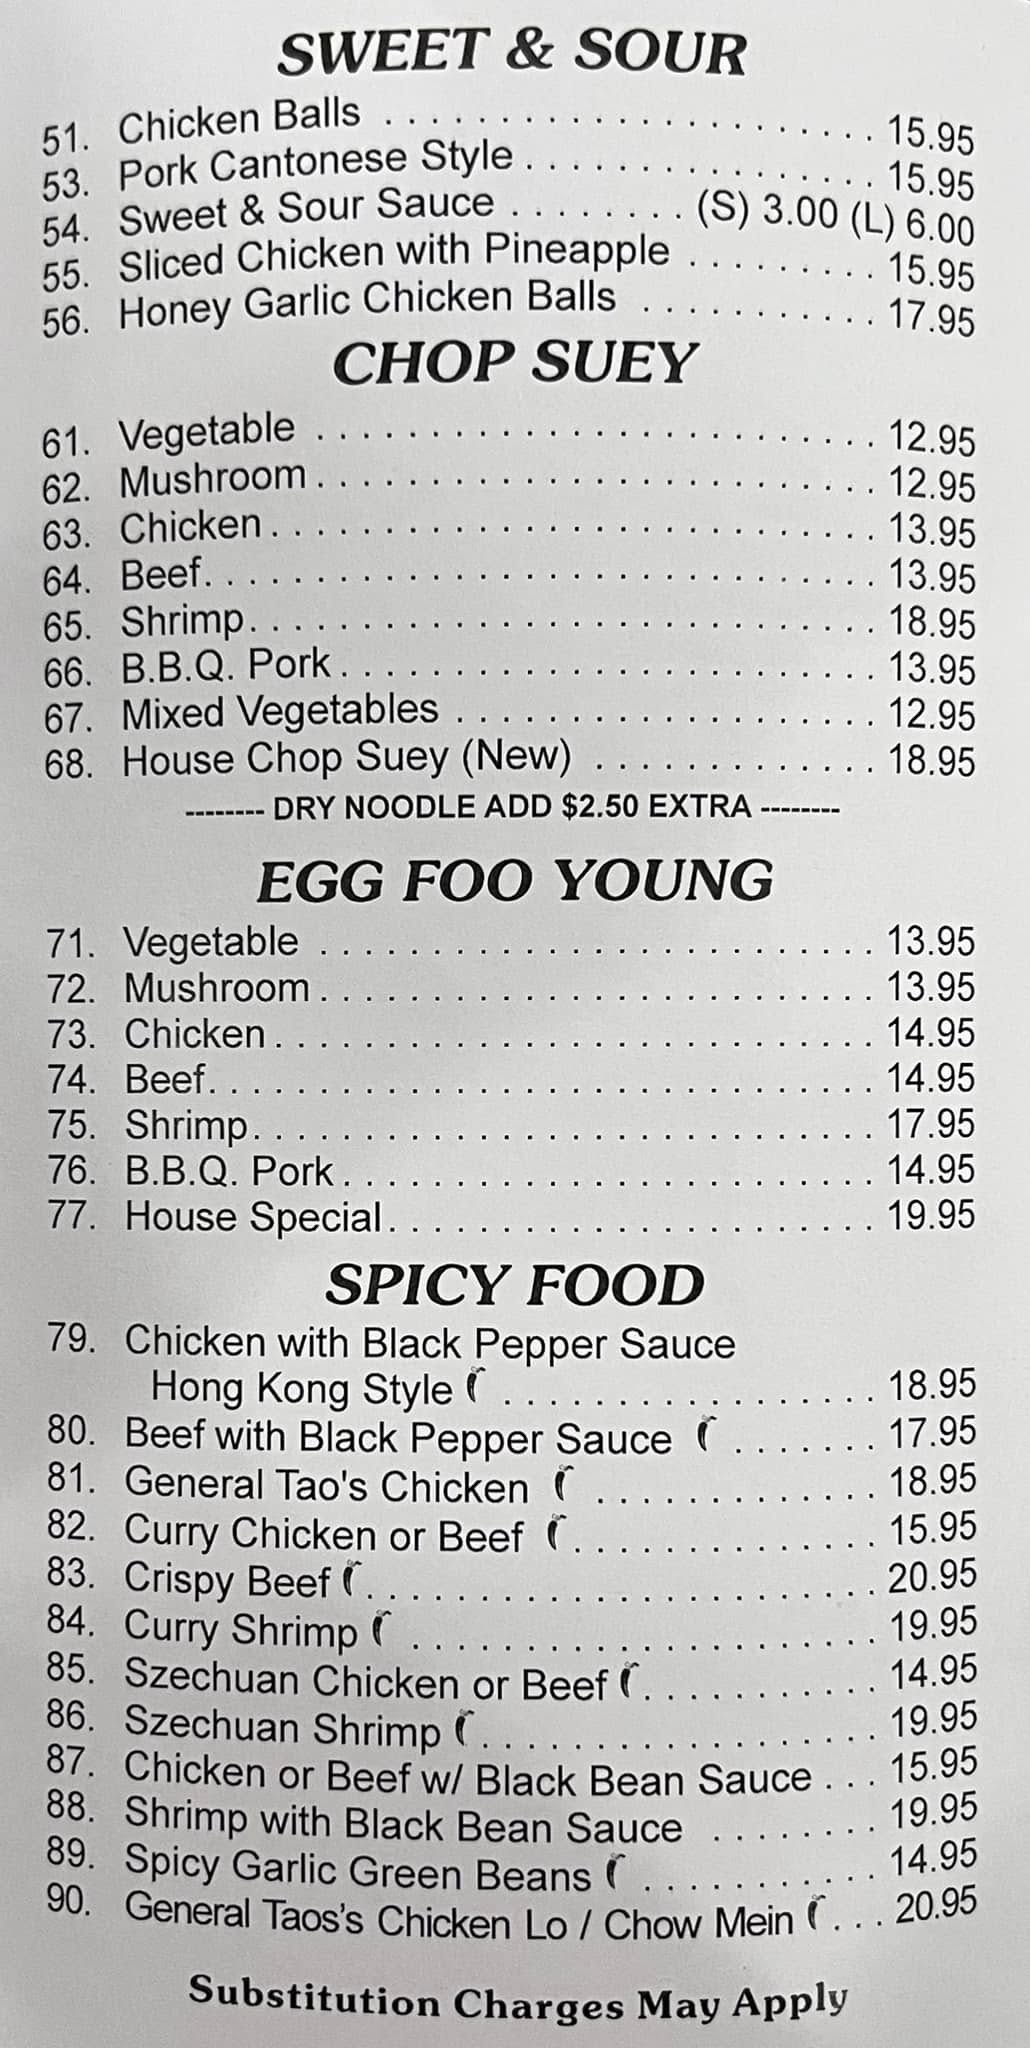 SWEET & SOUR
51. Chicken Balls . . . . . . . . . . . . . . . . . . . . . . 15.95
53. Pork Cantonese Style . . . . . . . . . . . . . . . . 15.95
54. Sweet & Sour Sauce . . . . . . . . (S) 3.00 (L) 6.00
55. Sliced Chicken with Pineapple . . . . . . . . . 15.95
56. Honey Garlic Chicken Balls . . . . . . . . . . . 17.95
CHOP SUEY
61. Vegetable . . . . . . . . . . . . . . . . . . . . . . . . . 12.95
62. Mushroom . . . . . . . . . . . . . . . . . . . . . . . . . 12.95
63. Chicken . . . . . . . . . . . . . . . . . . . . . . . . . . . 13.95
64. Beef. . . . . . . . . . . . . . . . . . . . . . . . . . . . . . 13.95
65. Shrimp. . . . . . . . . . . . . . . . . . . . . . . . . . . . 18.95
66. B.B.Q. Pork . . . . . . . . . . . . . . . . . . . . . . . . 13.95
67. Mixed Vegetables . . . . . . . . . . . . . . . . . . . 12.95
68. House Chop Suey (New) . . . . . . . . . . . . . 18.95
-------- DRY NOODLE ADD $2.50 EXTRA --------
EGG FOO YOUNG
71. Vegetable . . . . . . . . . . . . . . . . . . . . . . . . . 13.95
72. Mushroom . . . . . . . . . . . . . . . . . . . . . . . . . 13.95
73. Chicken . . . . . . . . . . . . . . . . . . . . . . . . . . . 14.95
74. Beef. . . . . . . . . . . . . . . . . . . . . . . . . . . . . . 14.95
75. Shrimp. . . . . . . . . . . . . . . . . . . . . . . . . . . . 17.95
76. B.B.Q. Pork . . . . . . . . . . . . . . . . . . . . . . . . 14.95
77. House Special. . . . . . . . . . . . . . . . . . . . . . 19.95
SPICY FOOD
79. Chicken with Black Pepper Sauce
Hong Kong Style . . . . . . . . . . . . . . . . . 18.95
80. Beef with Black Pepper Sauce . . . . . . . 17.95
81. General Tao's Chicken . . . . . . . . . . . . . 18.95
82. Curry Chicken or Beef . . . . . . . . . . . . . . 15.95
83. Crispy Beef . . . . . . . . . . . . . . . . . . . . . . . 20.95
84. Curry Shrimp . . . . . . . . . . . . . . . . . . . . . 19.95
85. Szechuan Chicken or Beef . . . . . . . . . . . 14.95
86. Szechuan Shrimp . . . . . . . . . . . . . . . . . . 19.95
87. Chicken or Beef w/ Black Bean Sauce . . . 15.95
88. Shrimp with Black Bean Sauce . . . . . . . . 19.95
89. Spicy Garlic Green Beans . . . . . . . . . . . 14.95
90. General Taos's Chicken Lo / Chow Mein . . . 20.95
Substitution Charges May Apply